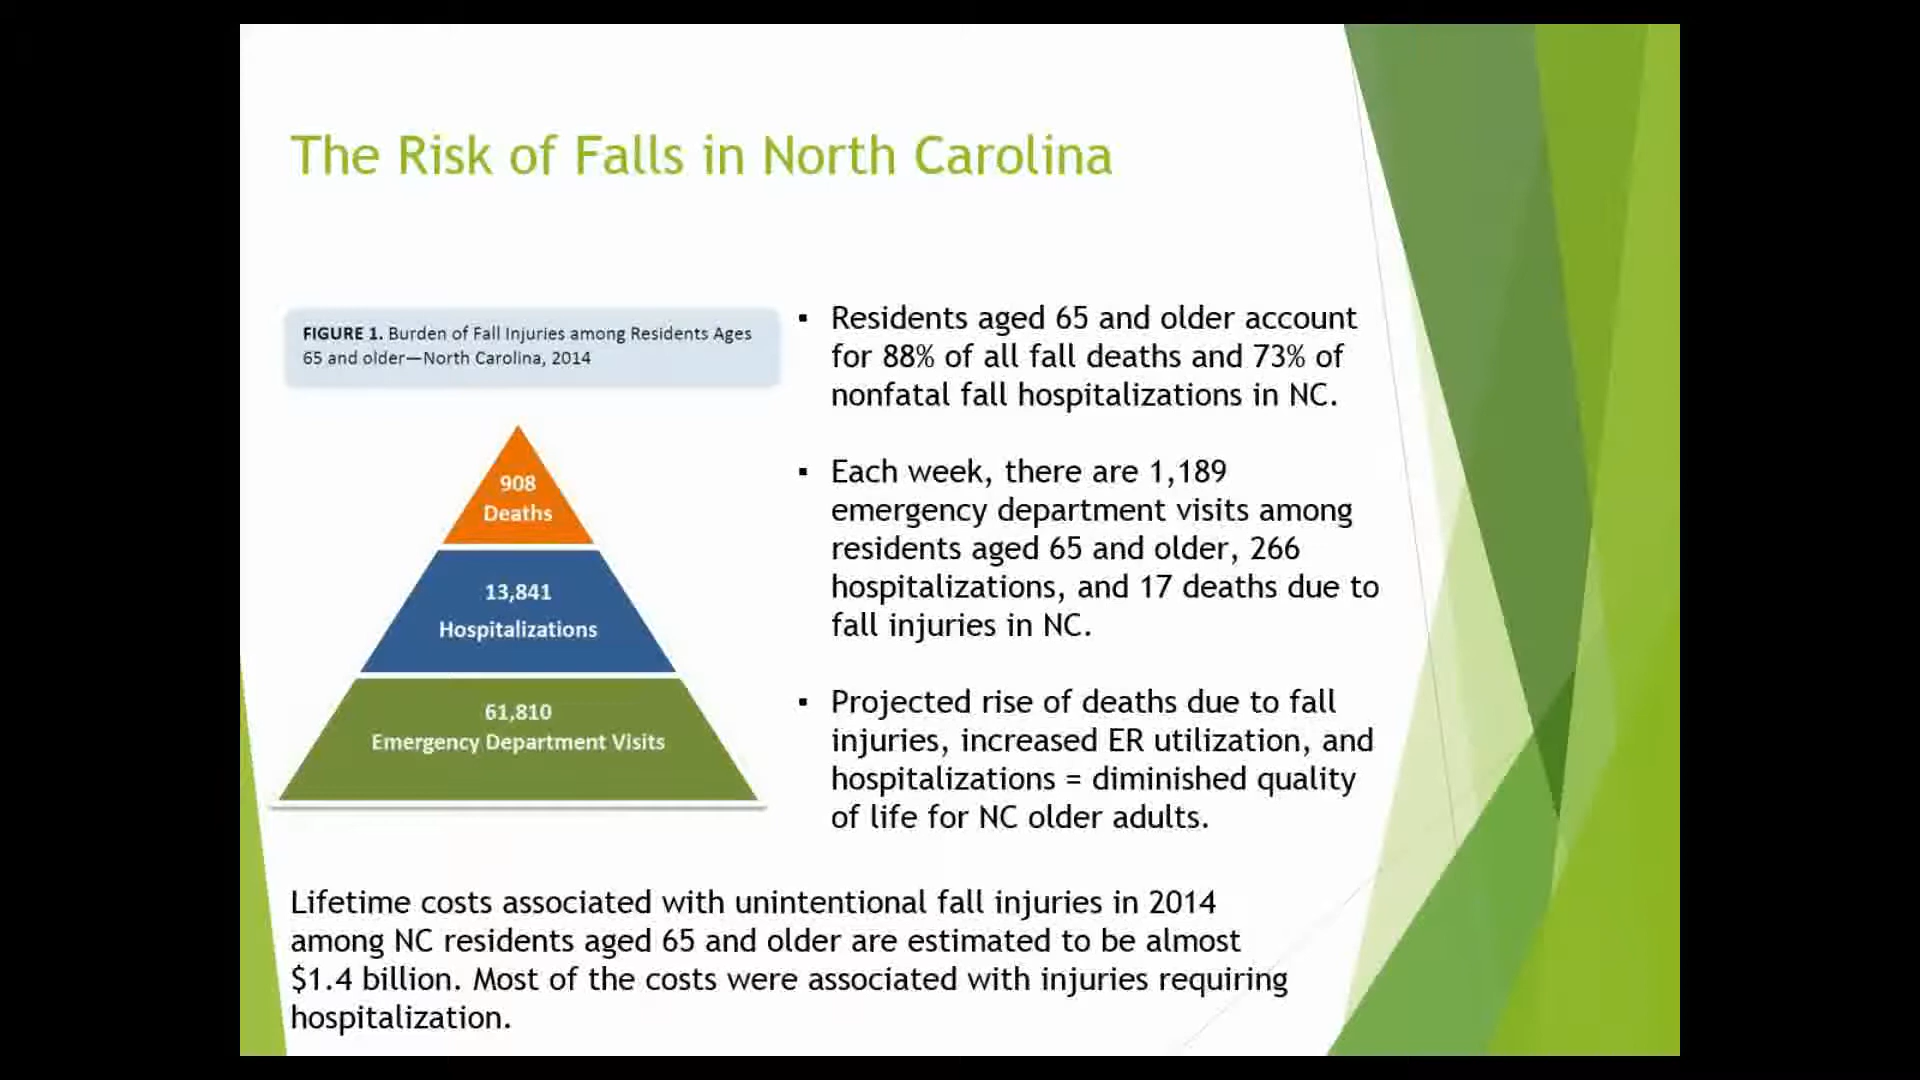 The Risk of Falls in North Carolina
FIGURE 1. Burden of Fall Injuries among Residents Ages
65 and older—North Carolina, 2014
908
Deaths
13,841
Hospitalizations
61,810
Emergency Department Visits
▪ Residents aged 65 and older account
for 88% of all fall deaths and 73% of
nonfatal fall hospitalizations in NC.
▪ Each week, there are 1,189
emergency department visits among
residents aged 65 and older, 266
hospitalizations, and 17 deaths due to
fall injuries in NC.
▪ Projected rise of deaths due to fall
injuries, increased ER utilization, and
hospitalizations = diminished quality
of life for NC older adults.
Lifetime costs associated with unintentional fall injuries in 2014
among NC residents aged 65 and older are estimated to be almost
$1.4 billion. Most of the costs were associated with injuries requiring
hospitalization.